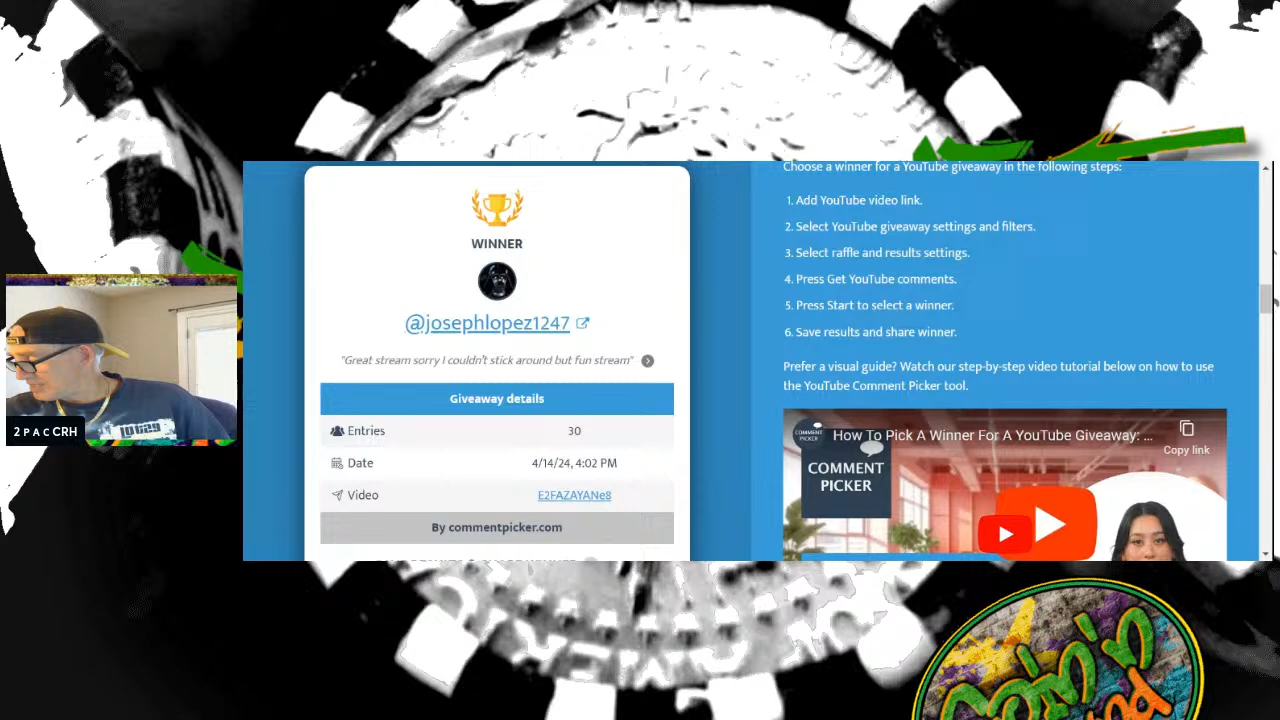 Choose a winner for a YouTube giveaway in the following steps:
1. Add YouTube video link.
2. Select YouTube giveaway settings and filters.
3. Select raffle and results settings.
4. Press Get YouTube comments.
5. Press Start to select a winner.
6. Save results and share winner.
Prefer a visual guide? Watch our step-by-step video tutorial below on how to use
the YouTube Comment Picker tool.
COMMENT
PICKER
How To Pick A Winner For A YouTube Giveaway: ...
Copy link
COMMENT
PICKER
WINNER
@josephlopez1247
"Great stream sorry I couldn't stick around but fun stream"
Giveaway details
Entries 30
Date 4/14/24, 4:02 PM
Video E2FAZAYANe8
By commentpicker.com
2 P A C CRH